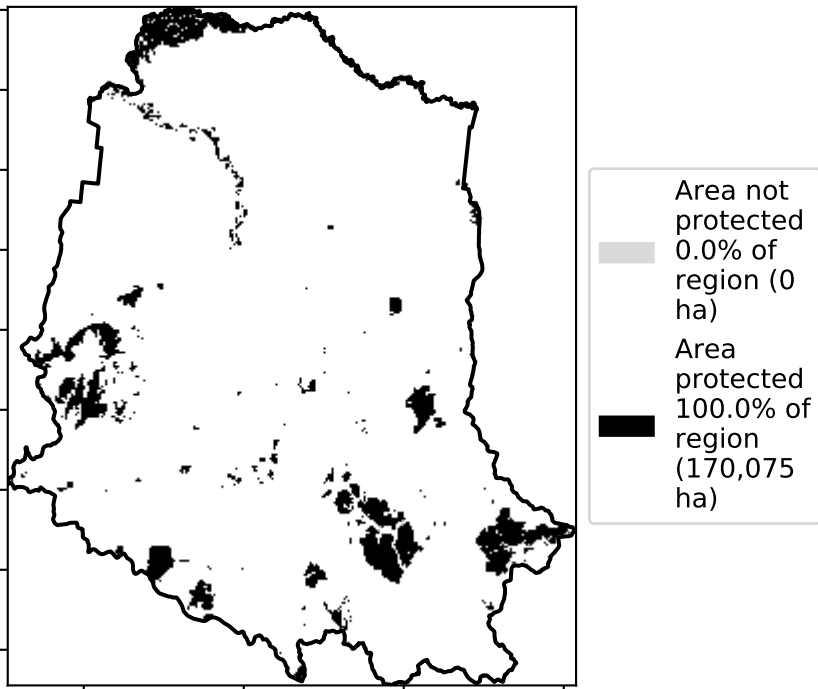 Area not
protected
0.0% of
region (0
ha)
Area
protected
100.0% of
region
(170,075
ha)